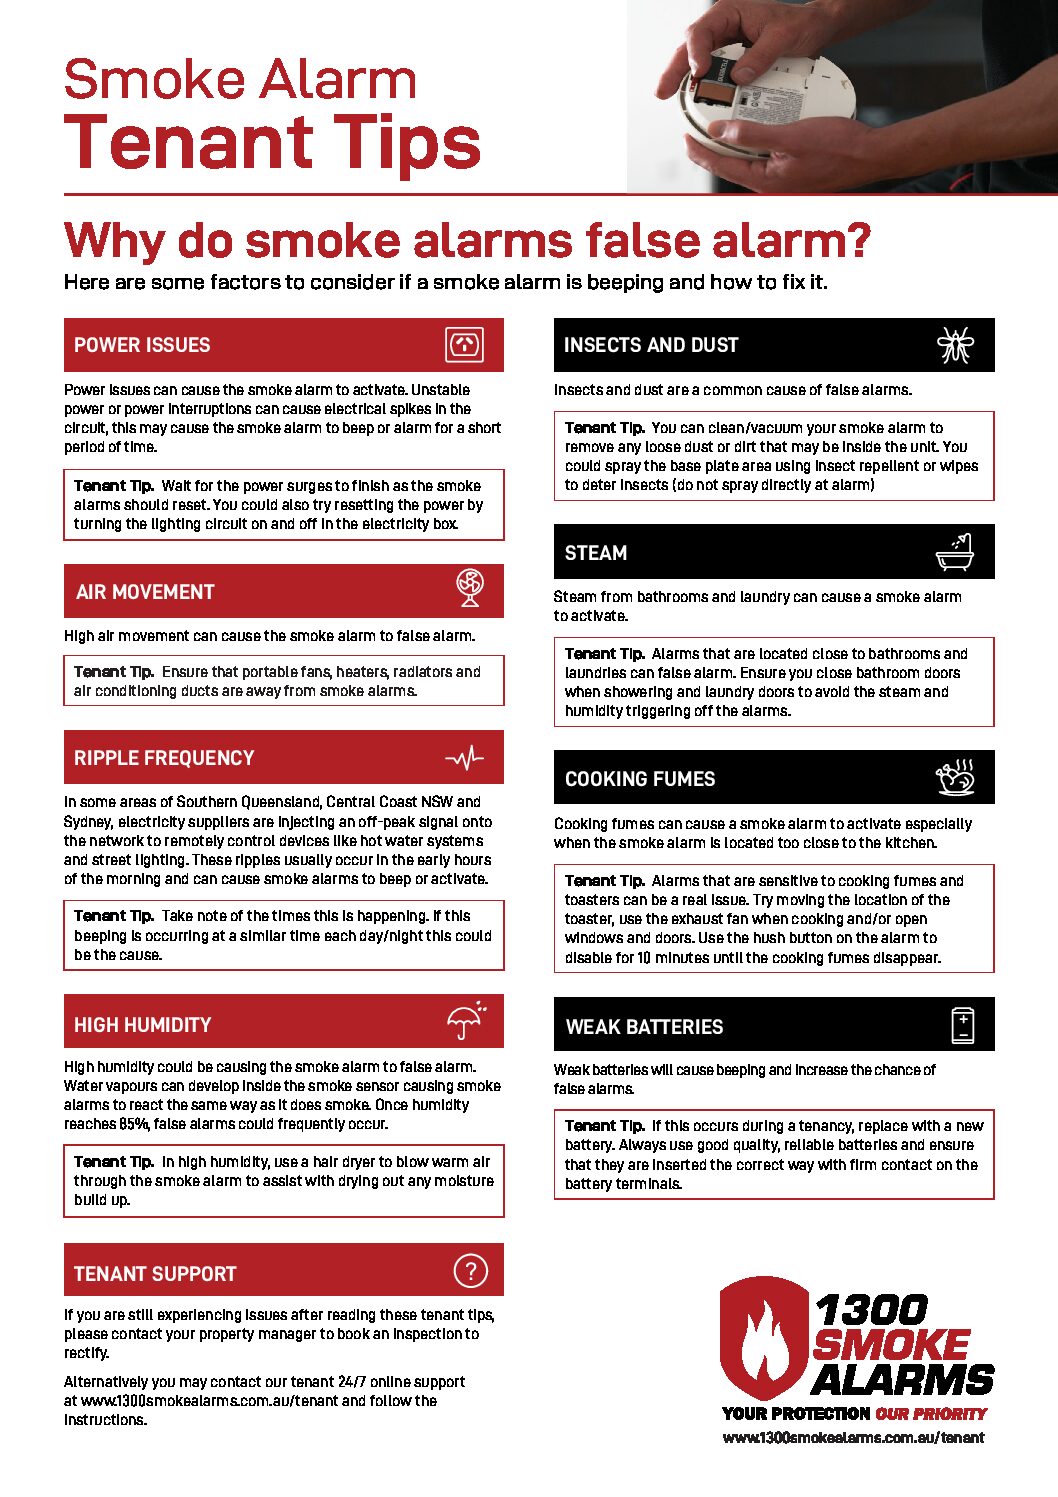 Smoke Alarm
Tenant Tips
Why do smoke alarms false alarm?
Here are some factors to consider if a smoke alarm is beeping and how to fix it.
POWER ISSUES
Power issues can cause the smoke alarm to activate. Unstable
power or power interruptions can cause electrical spikes in the
circuit, this may cause the smoke alarm to beep or alarm for a short
period of time.
Tenant Tip. Wait for the power surges to finish as the smoke
alarms should reset. You could also try resetting the power by
turning the lighting circuit on and off in the electricity box.
AIR MOVEMENT
High air movement can cause the smoke alarm to false alarm.
Tenant Tip. Ensure that portable fans, heaters, radiators and
air conditioning ducts are away from smoke alarms.
RIPPLE FREQUENCY
In some areas of Southern Queensland, Central Coast NSW and
Sydney, electricity suppliers are injecting an off-peak signal onto
the network to remotely control devices like hot water systems
and street lighting. These ripples usually occur in the early hours
of the morning and can cause smoke alarms to beep or activate.
Tenant Tip. Take note of the times this is happening. If this
beeping is occurring at a similar time each day/night this could
be the cause.
HIGH HUMIDITY
High humidity could be causing the smoke alarm to false alarm.
Water vapours can develop inside the smoke sensor causing smoke
alarms to react the same way as it does smoke. Once humidity
reaches 85%, false alarms could frequently occur.
Tenant Tip. In high humidity, use a hair dryer to blow warm air
through the smoke alarm to assist with drying out any moisture
build up.
TENANT SUPPORT
If you are still experiencing issues after reading these tenant tips,
please contact your property manager to book an inspection to
rectify.
Alternatively you may contact our tenant 24/7 online support
at www.1300smokealarms.com.au/tenant and follow the
instructions.
INSECTS AND DUST
Insects and dust are a common cause of false alarms.
Tenant Tip. You can clean/vacuum your smoke alarm to
remove any loose dust or dirt that may be inside the unit. You
could spray the base plate area using insect repellent or wipes
to deter insects (do not spray directly at alarm)
STEAM
Steam from bathrooms and laundry can cause a smoke alarm
to activate.
Tenant Tip. Alarms that are located close to bathrooms and
laundries can false alarm. Ensure you close bathroom doors
when showering and laundry doors to avoid the steam and
humidity triggering off the alarms.
COOKING FUMES
Cooking fumes can cause a smoke alarm to activate especially
when the smoke alarm is located too close to the kitchen.
Tenant Tip. Alarms that are sensitive to cooking fumes and
toasters can be a real issue. Try moving the location of the
toaster, use the exhaust fan when cooking and/or open
windows and doors. Use the hush button on the alarm to
disable for 10 minutes until the cooking fumes disappear.
WEAK BATTERIES
Weak batteries will cause beeping and increase the chance of
false alarms.
Tenant Tip. If this occurs during a tenancy, replace with a new
battery. Always use good quality, reliable batteries and ensure
that they are inserted the correct way with firm contact on the
battery terminals.
1300
SMOKE
ALARMS
YOUR PROTECTION OUR PRIORITY
www.1300smokealarms.com.au/tenant